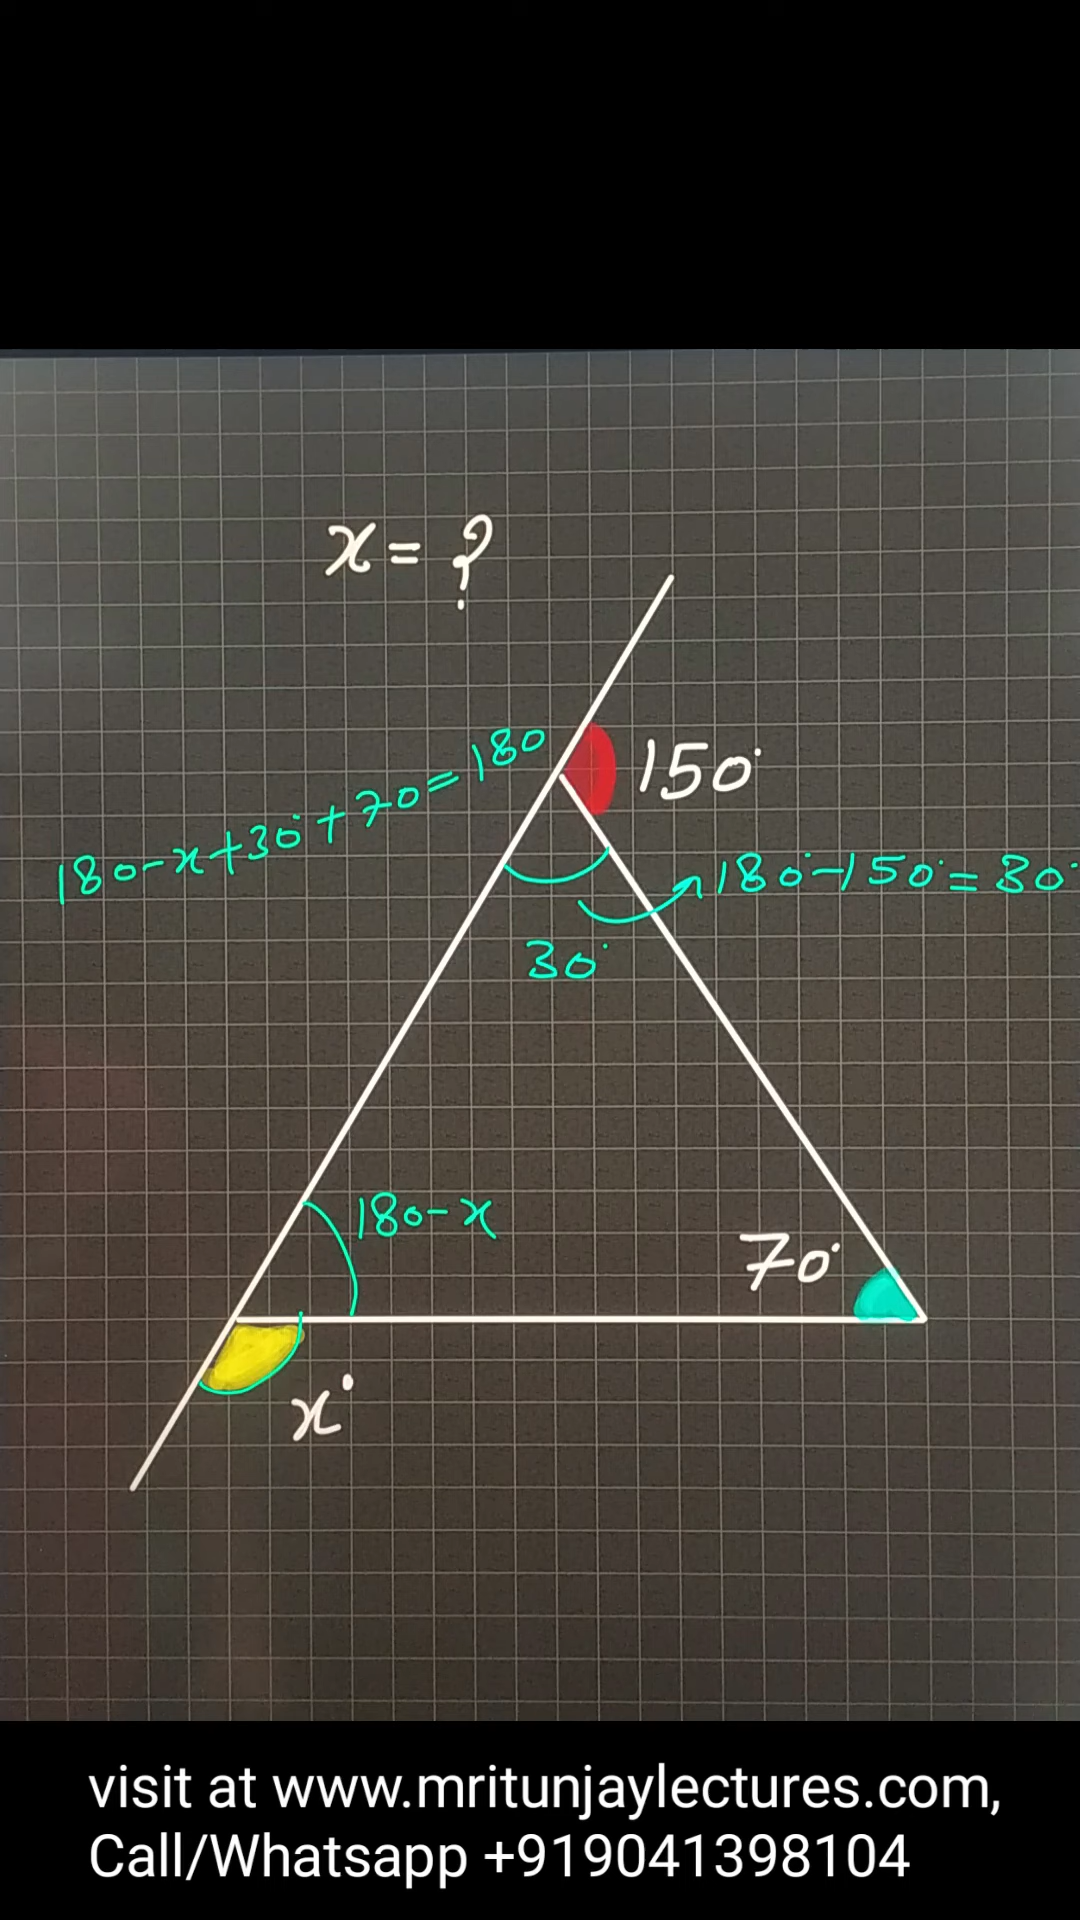 x = ?
180-x+30°+70=180
150°
180°-150°=30°
30°
180-x
70°
x°
visit at www.mritunjaylectures.com,
Call/Whatsapp +919041398104